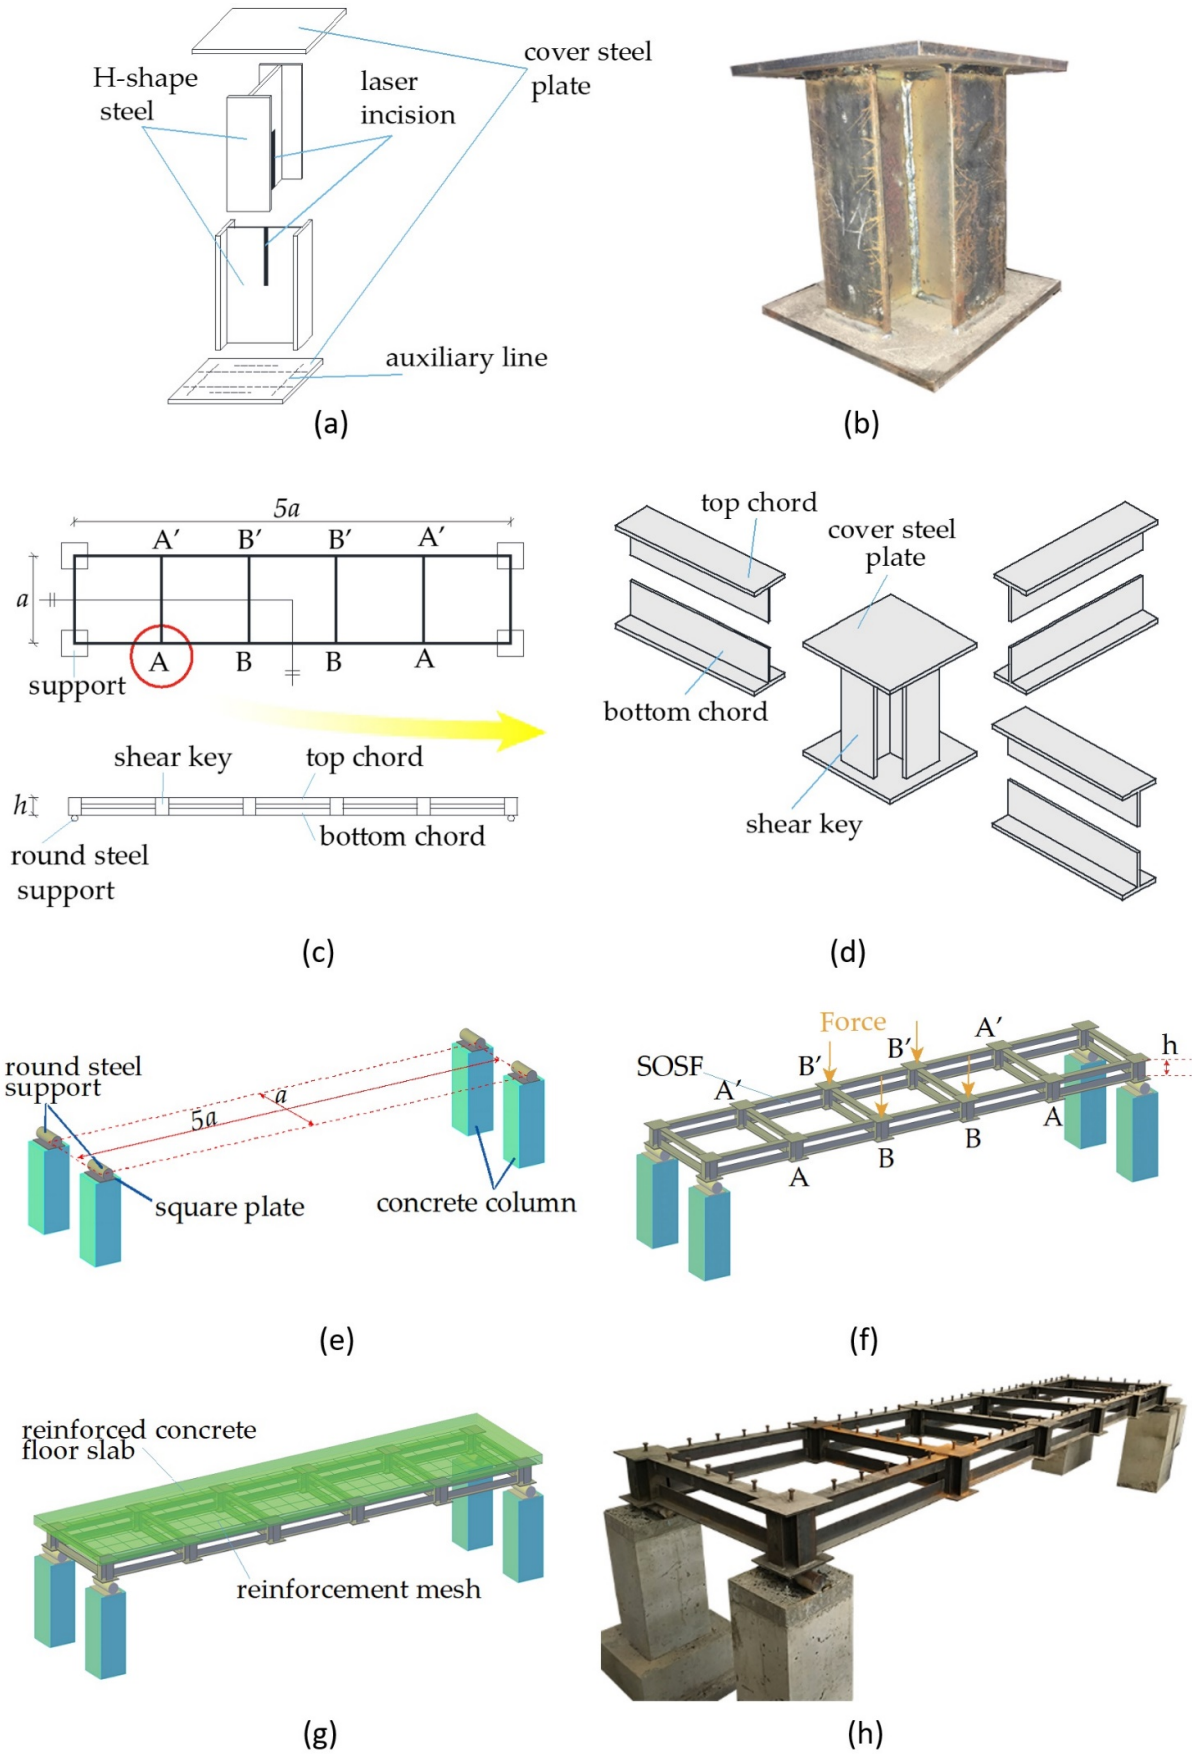 cover steel
plate
H-shape
steel
laser
incision
auxiliary line
(a)
(b)
5a
A′ B′ B′ A′
a
A B B A
support
shear key
top chord
h
bottom chord
round steel
support
(c)
top chord
cover steel
plate
bottom chord
shear key
(d)
round steel
support
a
5a
square plate
concrete column
(e)
Force
A′
h
B′
B′
SOSF
A′
A
B
B
A
(f)
reinforced concrete
floor slab
reinforcement mesh
(g)
(h)